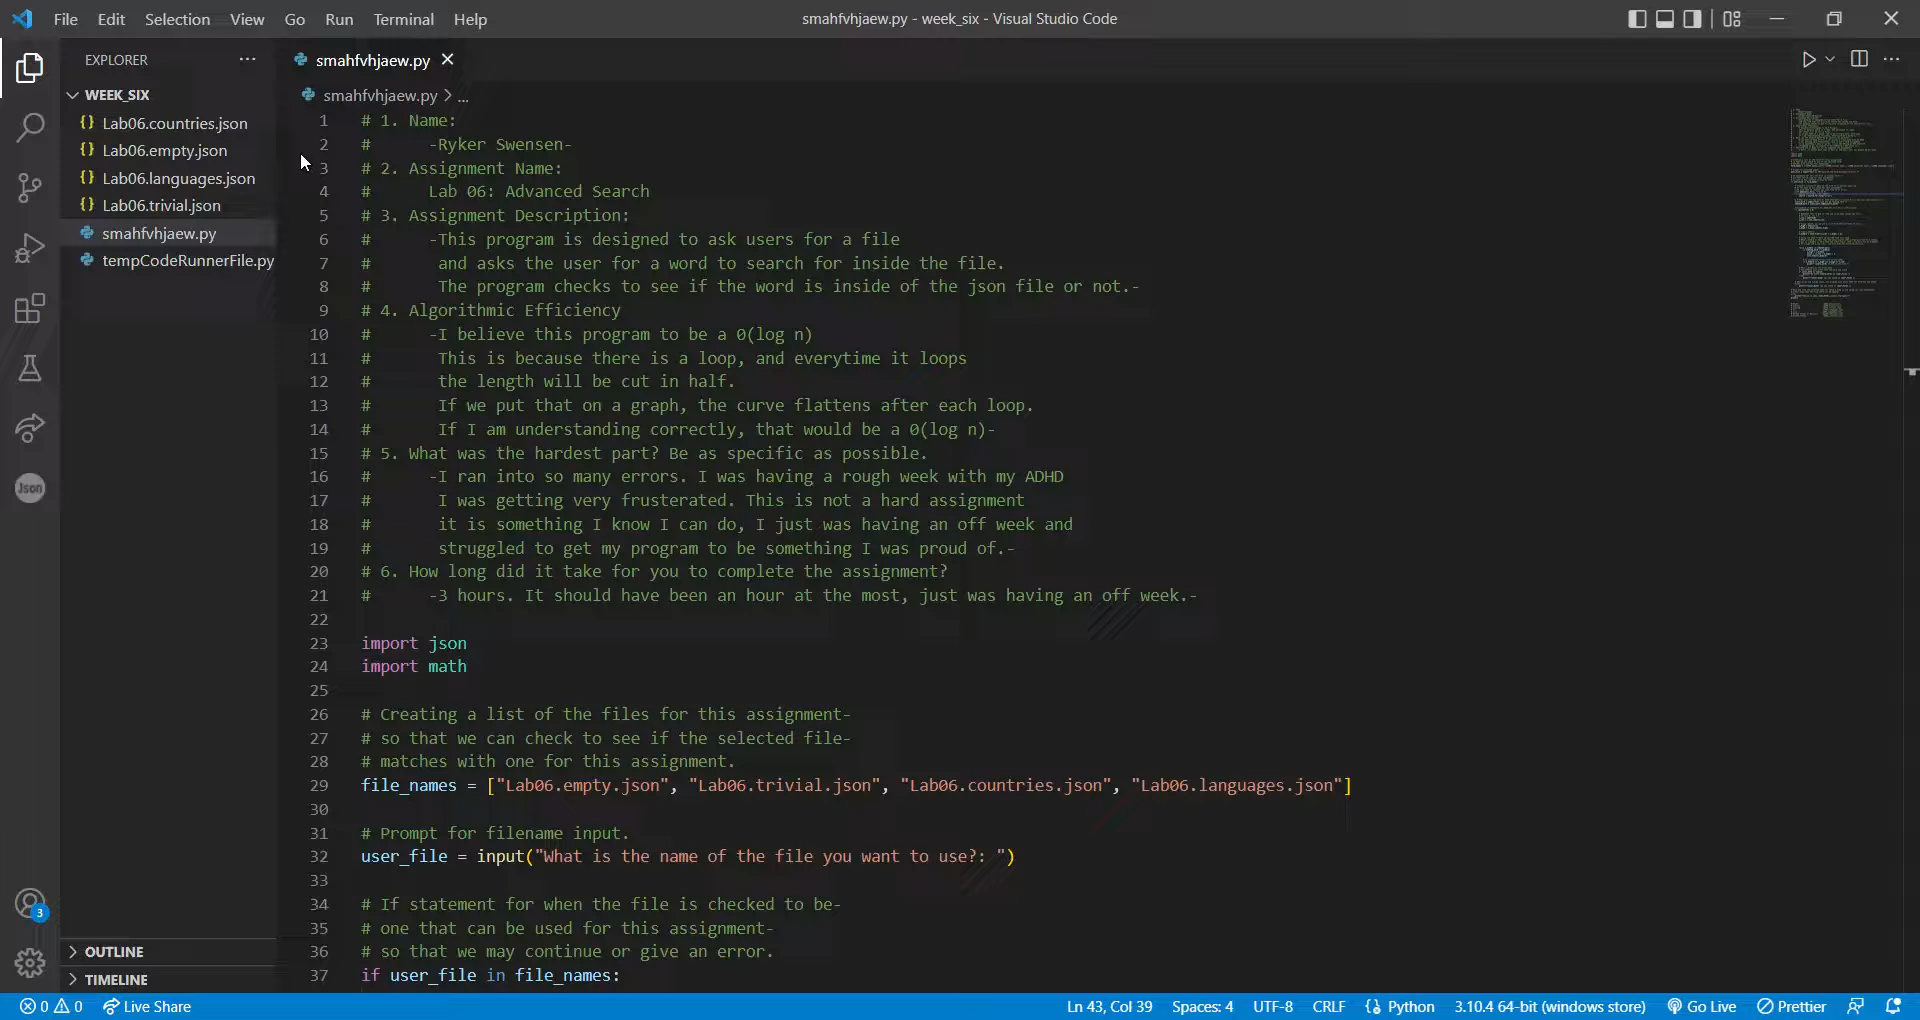 File Edit Selection View Go Run Terminal Help
smahfvhjaew.py - week_six - Visual Studio Code
EXPLORER
WEEK_SIX
Lab06.countries.json
Lab06.empty.json
Lab06.languages.json
Lab06.trivial.json
smahfvhjaew.py
tempCodeRunnerFile.py
smahfvhjaew.py
smahfvhjaew.py > ...
1 # 1. Name:
2 #      -Ryker Swensen-
3 # 2. Assignment Name:
4 #      Lab 06: Advanced Search
5 # 3. Assignment Description:
6 #      -This program is designed to ask users for a file
7 #       and asks the user for a word to search for inside the file.
8 #       The program checks to see if the word is inside of the json file or not.-
9 # 4. Algorithmic Efficiency
10 #      -I believe this program to be a 0(log n)
11 #       This is because there is a loop, and everytime it loops
12 #       the length will be cut in half.
13 #       If we put that on a graph, the curve flattens after each loop.
14 #       If I am understanding correctly, that would be a 0(log n)-
15 # 5. What was the hardest part? Be as specific as possible.
16 #      -I ran into so many errors. I was having a rough week with my ADHD
17 #       I was getting very frusterated. This is not a hard assignment
18 #       it is something I know I can do, I just was having an off week and
19 #       struggled to get my program to be something I was proud of.-
20 # 6. How long did it take for you to complete the assignment?
21 #      -3 hours. It should have been an hour at the most, just was having an off week.-
22
23 import json
24 import math
25
26 # Creating a list of the files for this assignment-
27 # so that we can check to see if the selected file-
28 # matches with one for this assignment.
29 file_names = ["Lab06.empty.json", "Lab06.trivial.json", "Lab06.countries.json", "Lab06.languages.json"]
30
31 # Prompt for filename input.
32 user_file = input("What is the name of the file you want to use?: ")
33
34 # If statement for when the file is checked to be-
35 # one that can be used for this assignment-
36 # so that we may continue or give an error.
37 if user_file in file_names:
Json
3
OUTLINE
TIMELINE
0 0 Live Share
Ln 43, Col 39 Spaces: 4 UTF-8 CRLF Python 3.10.4 64-bit (windows store) Go Live Prettier